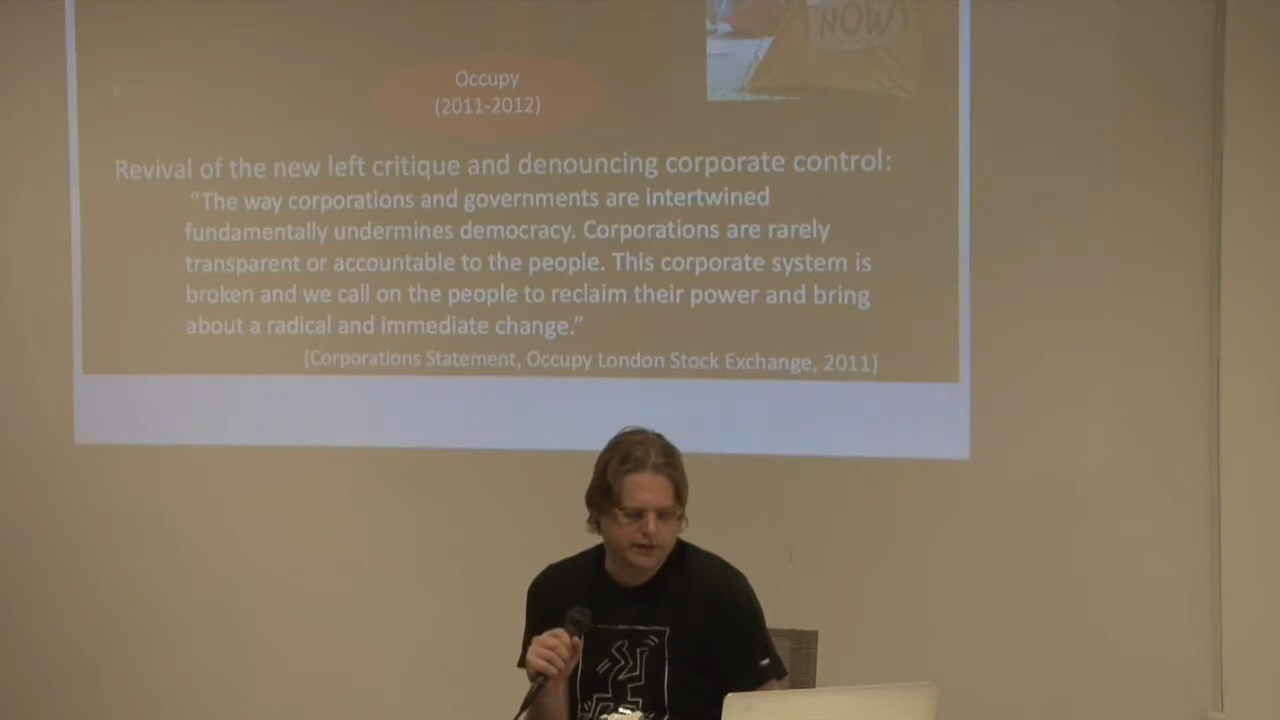 NOW
Occupy
(2011-2012)
Revival of the new left critique and denouncing corporate control:
“The way corporations and governments are intertwined
fundamentally undermines democracy. Corporations are rarely
transparent or accountable to the people. This corporate system is
broken and we call on the people to reclaim their power and bring
about a radical and immediate change.”
(Corporations Statement, Occupy London Stock Exchange, 2011)